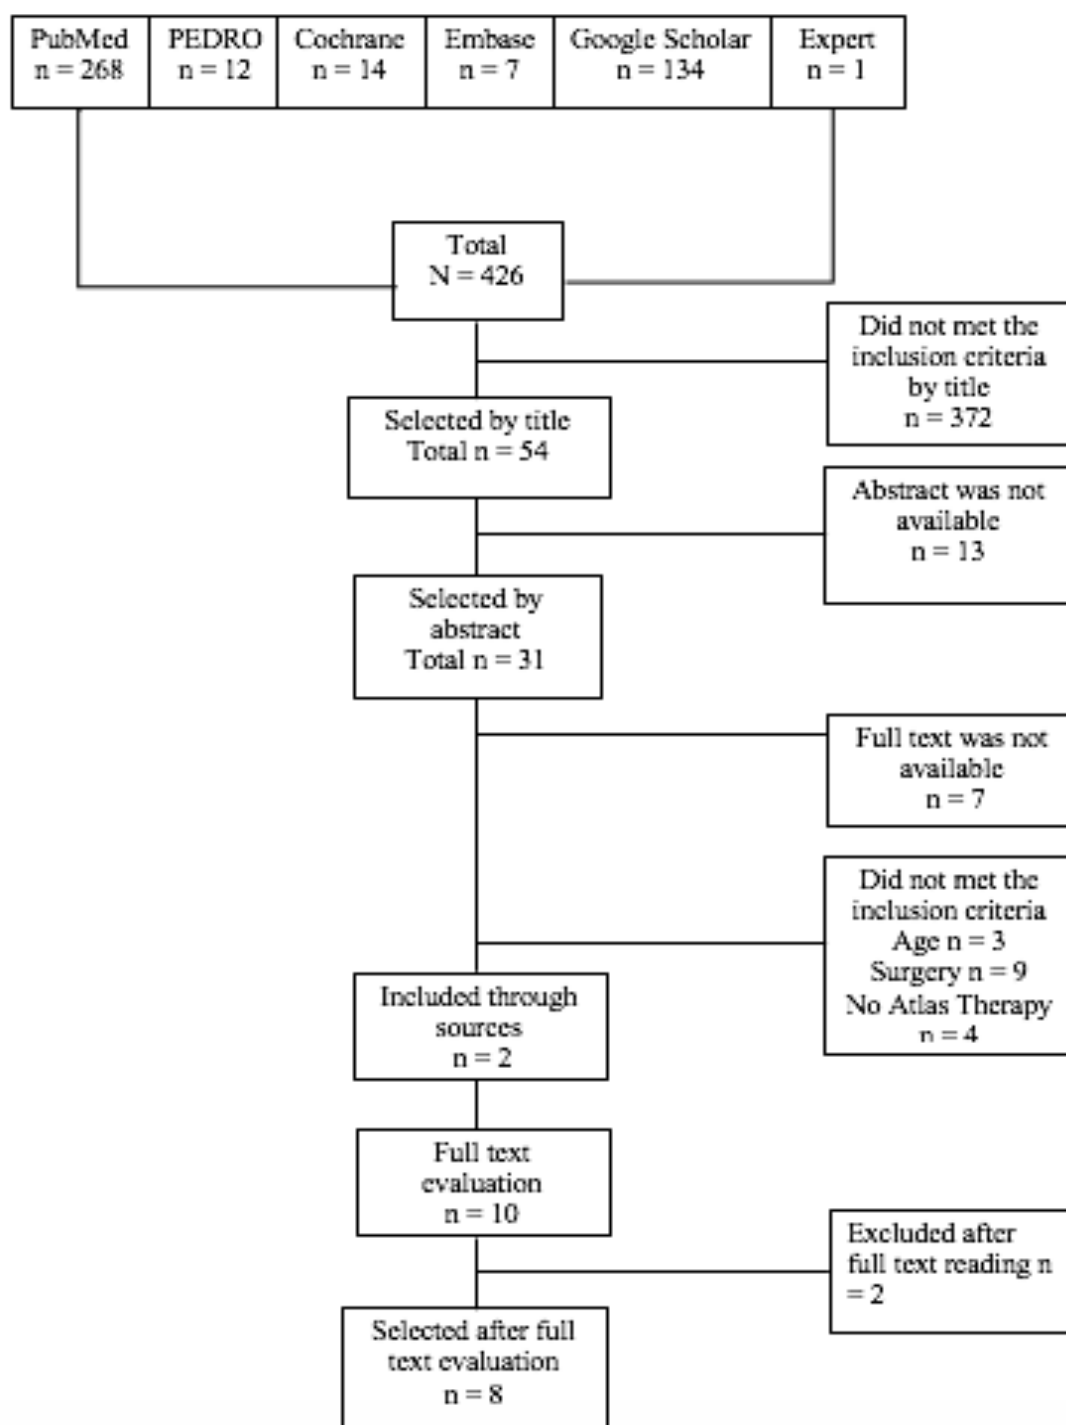 PubMed
n = 268
PEDRO
n = 12
Cochrane
n = 14
Embase
n = 7
Google Scholar
n = 134
Expert
n = 1
Total
N = 426
Did not met the
inclusion criteria
by title
n = 372
Selected by title
Total n = 54
Abstract was not
available
n = 13
Selected by
abstract
Total n = 31
Full text was not
available
n = 7
Did not met the
inclusion criteria
Age n = 3
Surgery n = 9
No Atlas Therapy
n = 4
Included through
sources
n = 2
Full text
evaluation
n = 10
Excluded after
full text reading n
= 2
Selected after full
text evaluation
n = 8